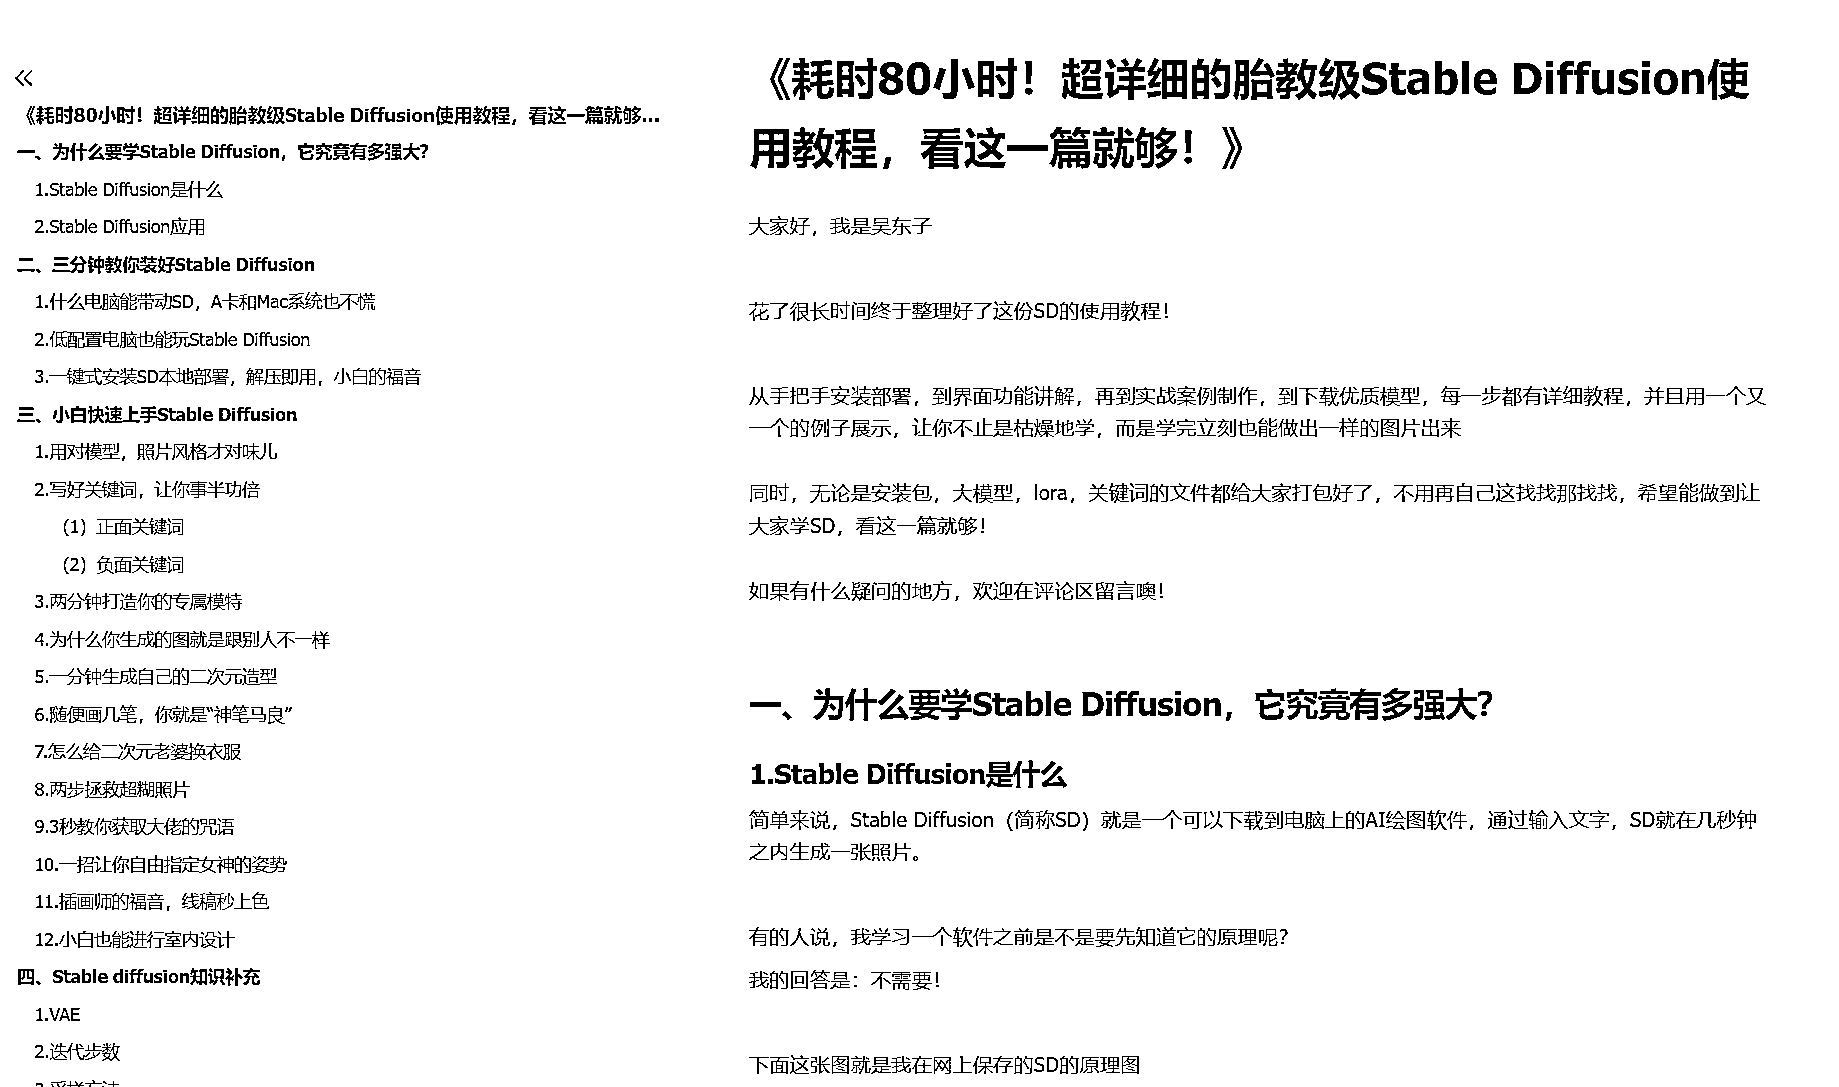 《耗时80小时！超详细的胎教级Stable Diffusion使用教程，看这一篇就够...
一、为什么要学Stable Diffusion，它究竟有多强大？
1.Stable Diffusion是什么
2.Stable Diffusion应用
二、三分钟教你装好Stable Diffusion
1.什么电脑能带动SD，A卡和Mac系统也不慌
2.低配置电脑也能玩Stable Diffusion
3.一键式安装SD本地部署，解压即用，小白的福音
三、小白快速上手Stable Diffusion
1.用对模型，照片风格才对味儿
2.写好关键词，让你事半功倍
（1）正面关键词
（2）负面关键词
3.两分钟打造你的专属模特
4.为什么你生成的图就是跟别人不一样
5.一分钟生成自己的二次元造型
6.随便画几笔，你就是“神笔马良”
7.怎么给二次元老婆换衣服
8.两步拯救超糊照片
9.3秒教你获取大佬的咒语
10.一招让你自由指定女神的姿势
11.插画师的福音，线稿秒上色
12.小白也能进行室内设计
四、Stable diffusion知识补充
1.VAE
2.迭代步数
3.采样方法
《耗时80小时！超详细的胎教级Stable Diffusion使
用教程，看这一篇就够！》
大家好，我是吴东子
花了很长时间终于整理好了这份SD的使用教程！
从手把手安装部署，到界面功能讲解，再到实战案例制作，到下载优质模型，每一步都有详细教程，并且用一个又
一个的例子展示，让你不止是枯燥地学，而是学完立刻也能做出一样的图片出来
同时，无论是安装包，大模型，lora，关键词的文件都给大家打包好了，不用再自己这找找那找找，希望能做到让
大家学SD，看这一篇就够！
如果有什么疑问的地方，欢迎在评论区留言噢！
一、为什么要学Stable Diffusion，它究竟有多强大？
1.Stable Diffusion是什么
简单来说，Stable Diffusion（简称SD）就是一个可以下载到电脑上的AI绘图软件，通过输入文字，SD就在几秒钟
之内生成一张照片。
有的人说，我学习一个软件之前是不是要先知道它的原理呢？
我的回答是：不需要！
下面这张图就是我在网上保存的SD的原理图